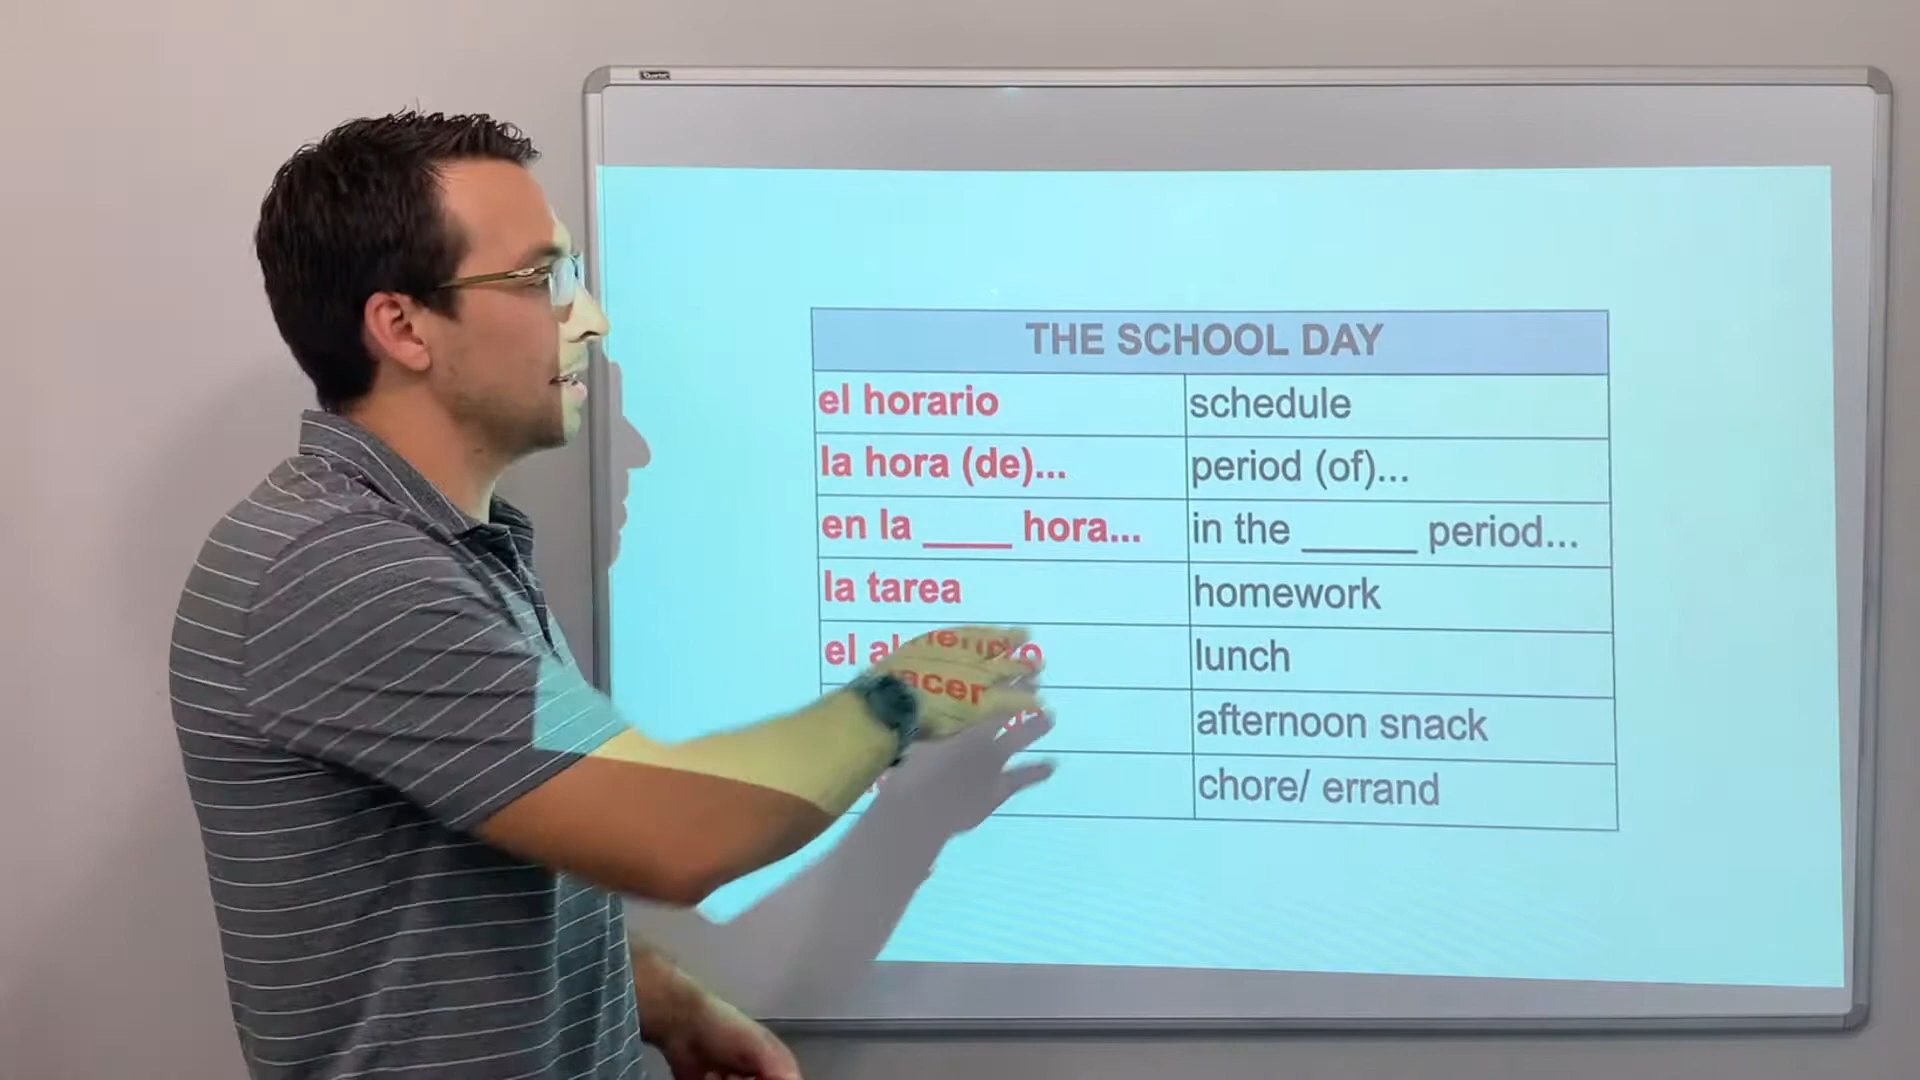 THE SCHOOL DAY
el horario schedule
la hora (de)... period (of)...
en la ____ hora... in the _____ period...
la tarea homework
el lunch
afternoon snack
chore/ errand